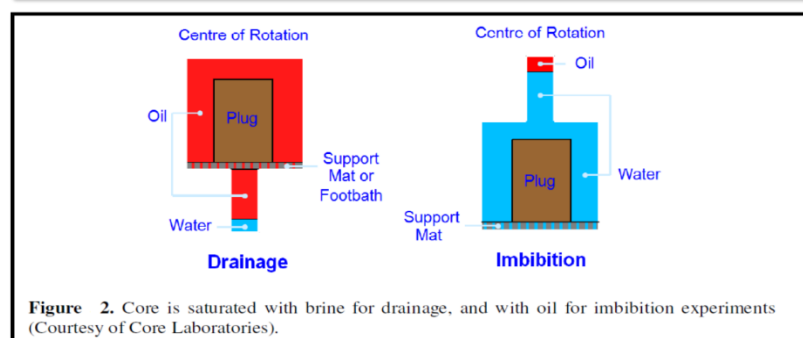 Centre of Rotation
Oil
Plug
Support
Mat or
Footbath
Water
Drainage
Centre of Rotation
Oil
Plug
Water
Support
Mat
Imbibition
Figure 2. Core is saturated with brine for drainage, and with oil for imbibition experiments
(Courtesy of Core Laboratories).